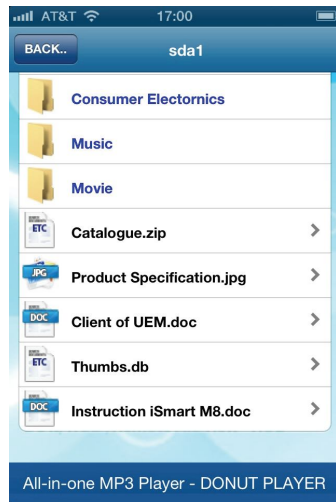 AT&T 17:00
BACK.. sda1
Consumer Electornics
Music
Movie
ETC Catalogue.zip
JPG Product Specification.jpg
DOC Client of UEM.doc
ETC Thumbs.db
DOC Instruction iSmart M8.doc
All-in-one MP3 Player - DONUT PLAYER